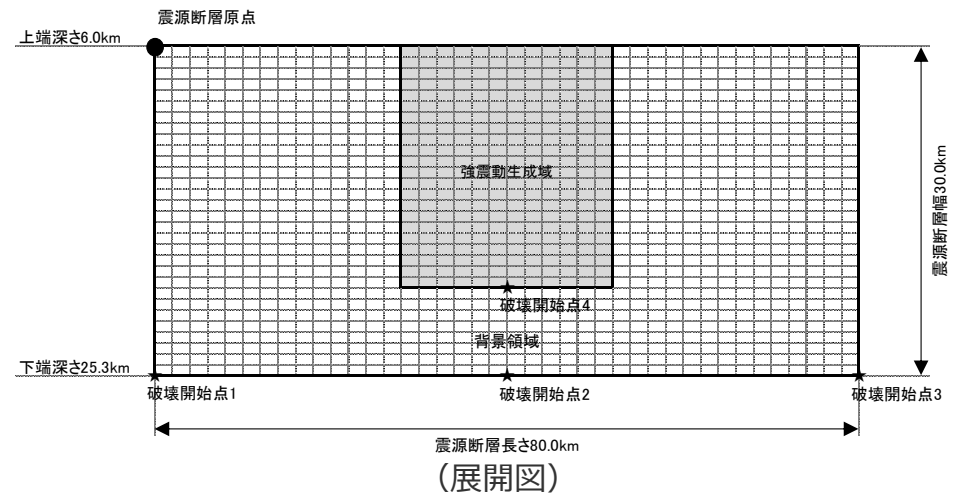 震源断層原点
上端深さ6.0km
強震動生成域
震源断層幅30.0km
破壊開始点4
背景領域
下端深さ25.3km
破壊開始点1
破壊開始点2
破壊開始点3
震源断層長さ80.0km
(展開図)